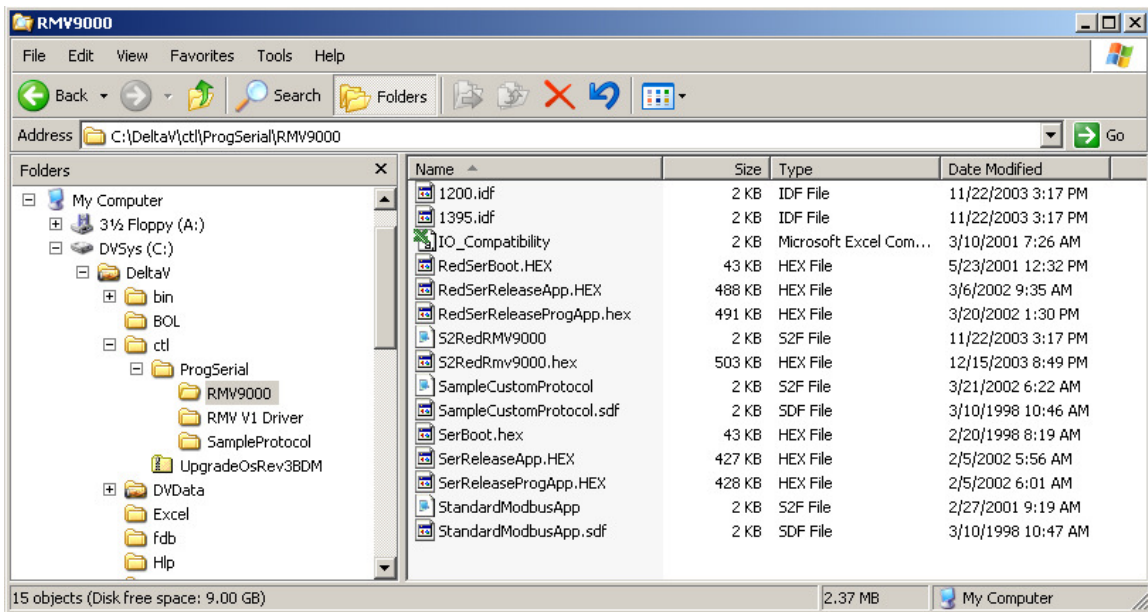 RMV9000
File Edit View Favorites Tools Help
Back Search Folders
Address C:\DeltaV\ctl\ProgSerial\RMV9000 Go
Folders
My Computer
3½ Floppy (A:)
DVSys (C:)
DeltaV
bin
BOL
ctl
ProgSerial
RMV9000
RMV V1 Driver
SampleProtocol
UpgradeOsRev3BDM
DVData
Excel
fdb
Hlp
Name Size Type Date Modified
1200.idf 2 KB IDF File 11/22/2003 3:17 PM
1395.idf 2 KB IDF File 11/22/2003 3:17 PM
IO_Compatibility 2 KB Microsoft Excel Com... 3/10/2001 7:26 AM
RedSerBoot.HEX 43 KB HEX File 5/23/2001 12:32 PM
RedSerReleaseApp.HEX 488 KB HEX File 3/6/2002 9:35 AM
RedSerReleaseProgApp.hex 491 KB HEX File 3/20/2002 1:30 PM
S2RedRMV9000 2 KB S2F File 11/22/2003 3:17 PM
S2RedRmv9000.hex 503 KB HEX File 12/15/2003 8:49 PM
SampleCustomProtocol 2 KB S2F File 3/21/2002 6:22 AM
SampleCustomProtocol.sdf 2 KB SDF File 3/10/1998 10:46 AM
SerBoot.hex 43 KB HEX File 2/20/1998 8:19 AM
SerReleaseApp.HEX 427 KB HEX File 2/5/2002 5:56 AM
SerReleaseProgApp.HEX 428 KB HEX File 2/5/2002 6:01 AM
StandardModbusApp 2 KB S2F File 2/27/2001 9:19 AM
StandardModbusApp.sdf 2 KB SDF File 3/10/1998 10:47 AM
15 objects (Disk free space: 9.00 GB) 2.37 MB My Computer